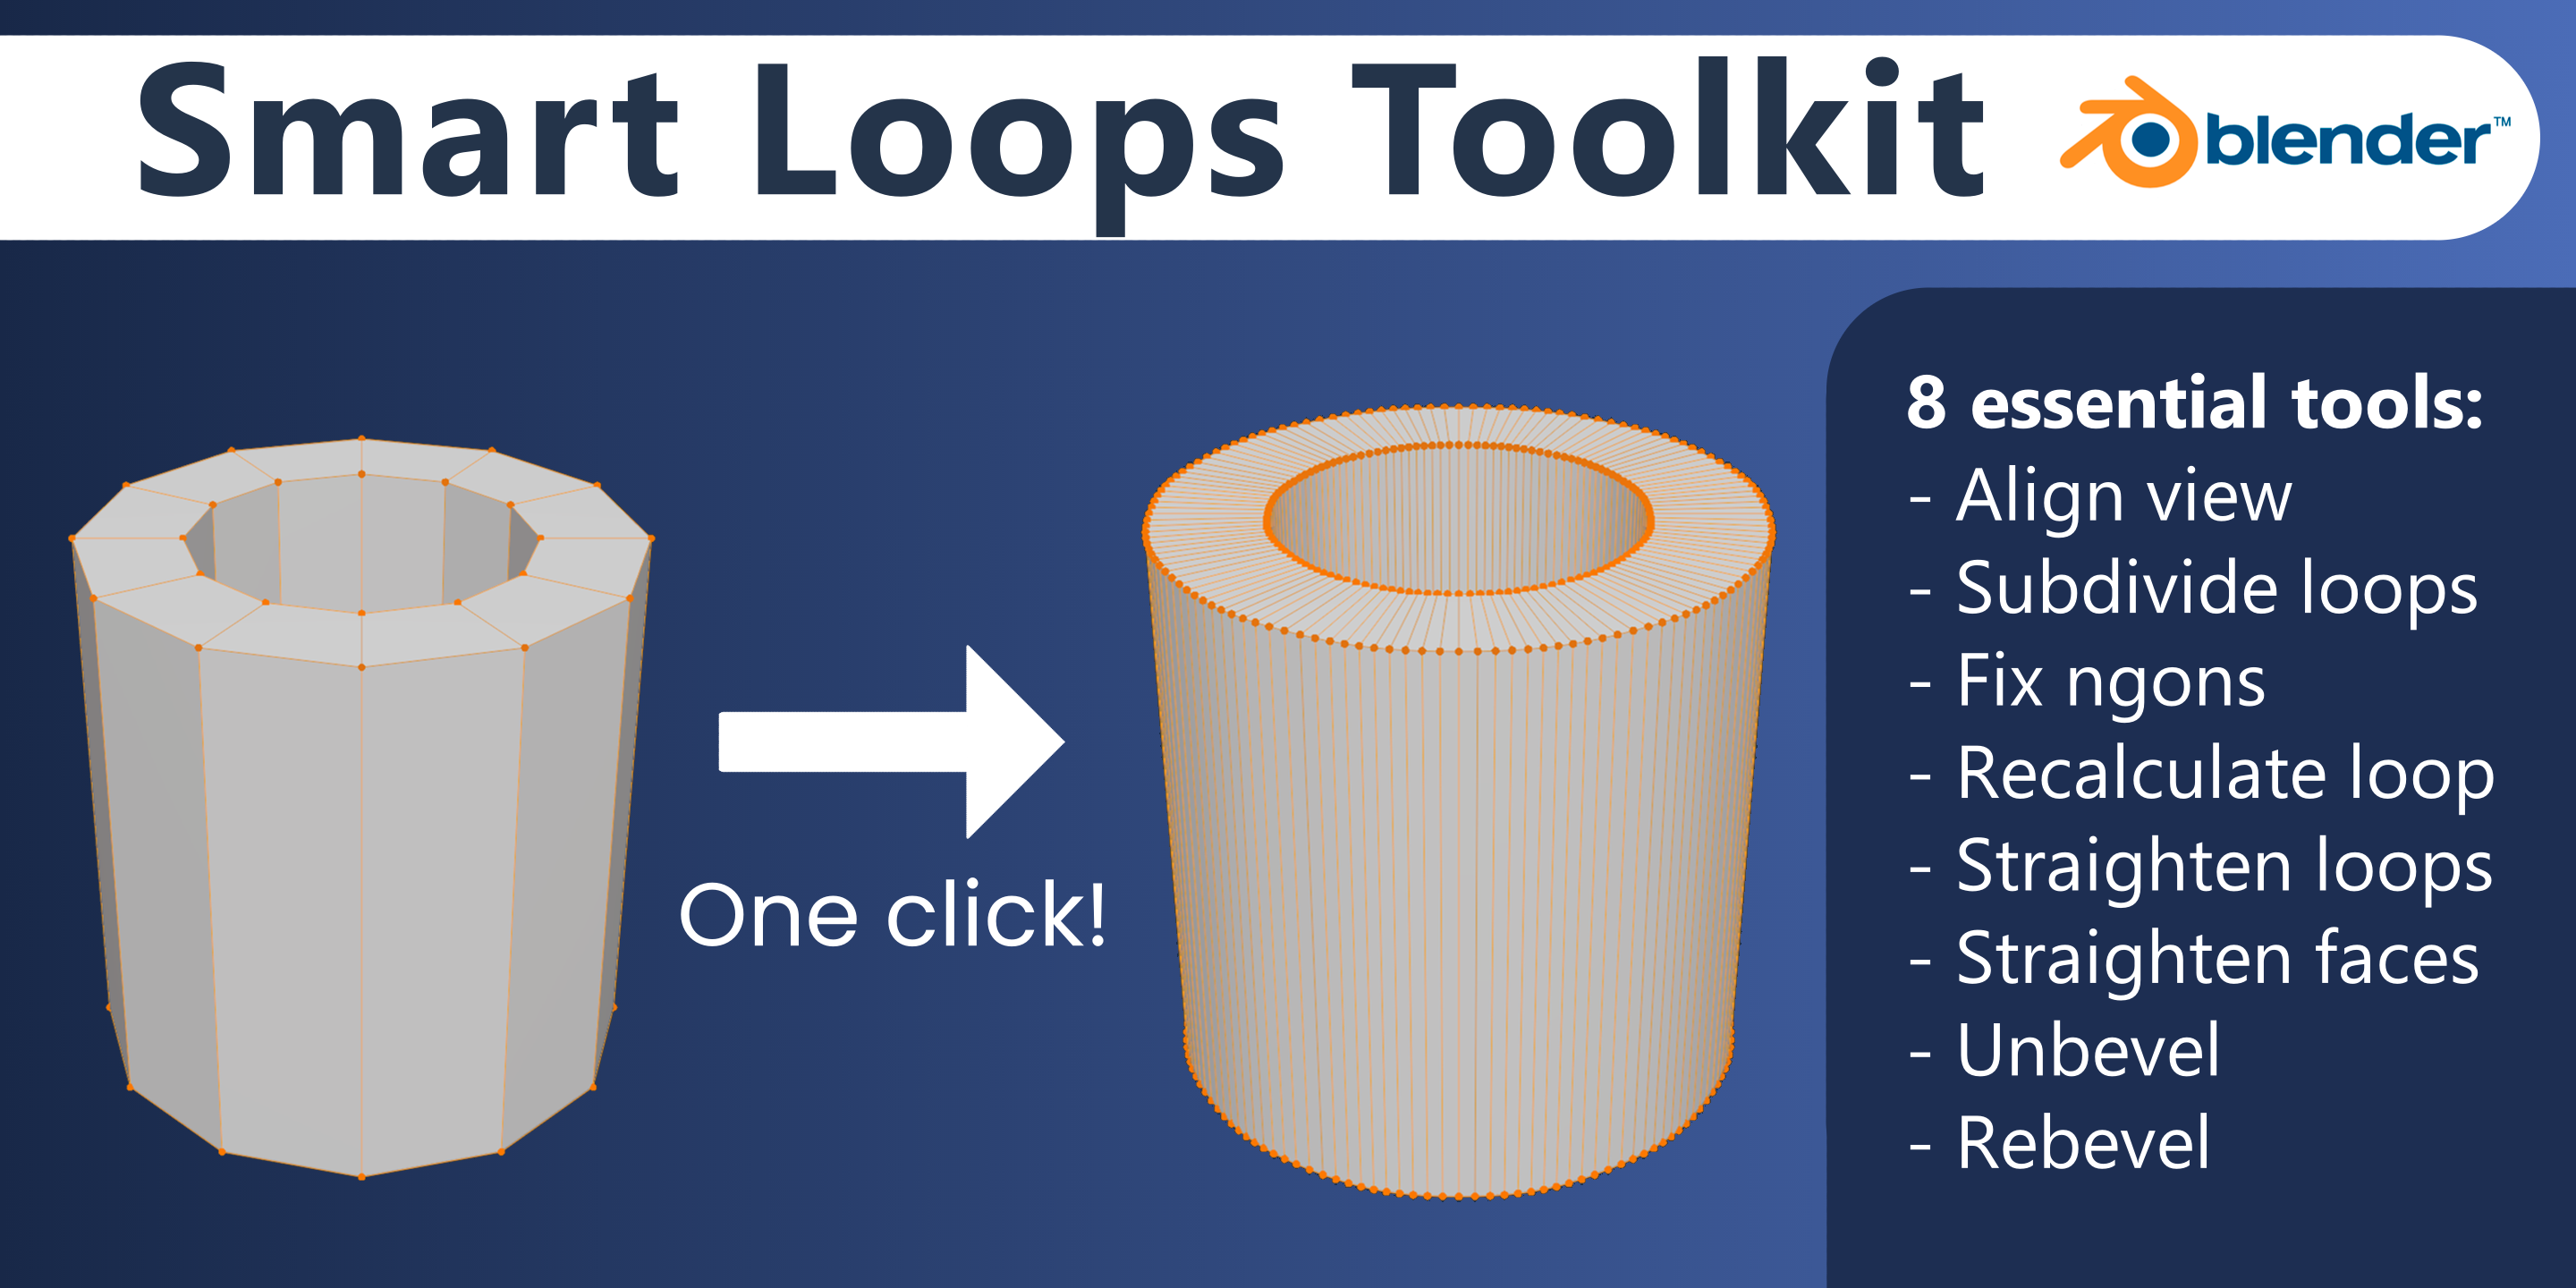 Smart Loops Toolkit
blender™
8 essential tools:
- Align view
- Subdivide loops
- Fix ngons
- Recalculate loop
- Straighten loops
- Straighten faces
- Unbevel
- Rebevel
One click!